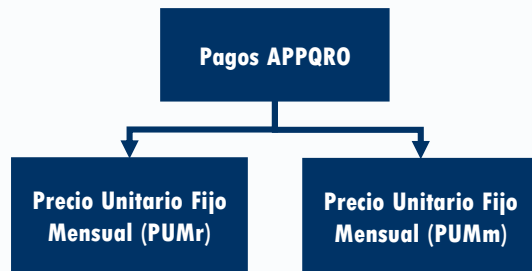 Pagos APPQRO
Precio Unitario Fijo
Mensual (PUMr)
Precio Unitario Fijo
Mensual (PUMm)